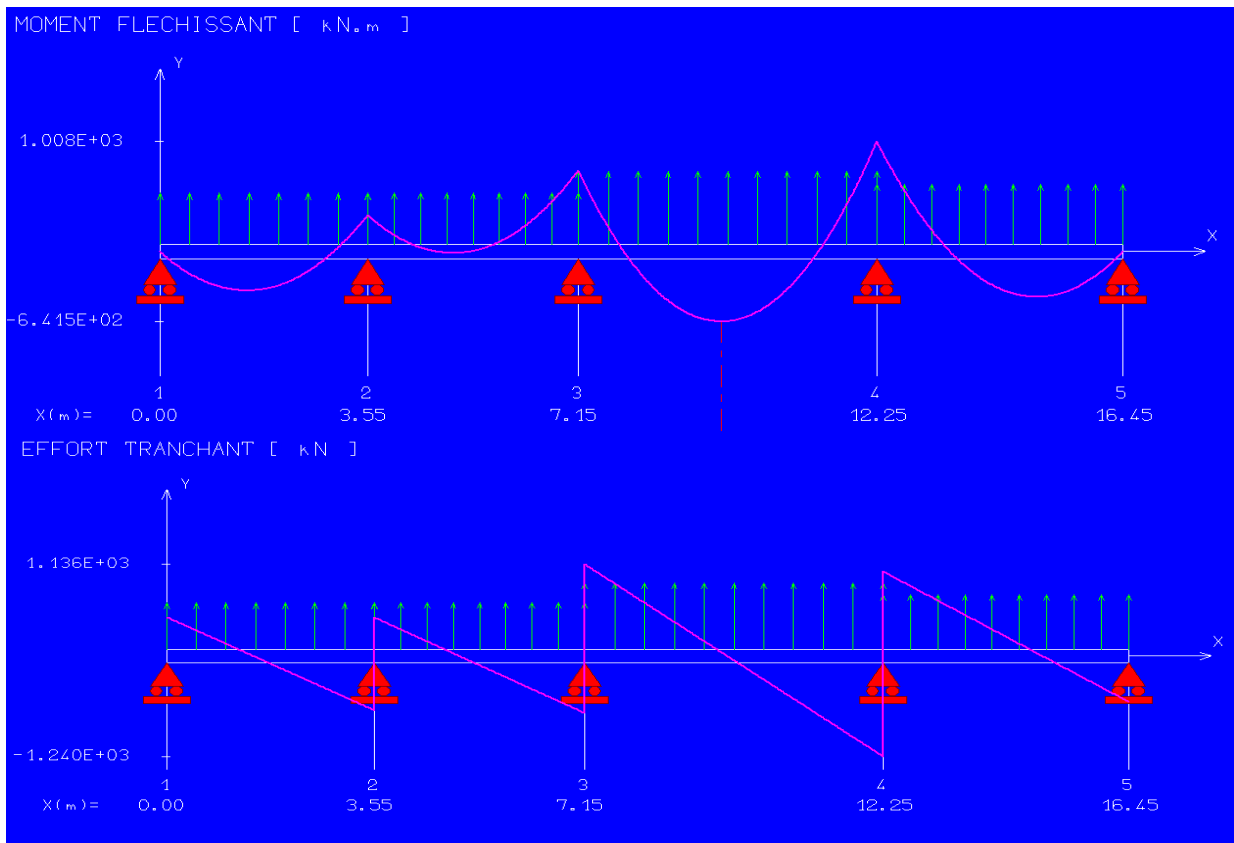 MOMENT FLECHISSANT [ kN.m ]
Y
1.008E+03
X
-6.415E+02
1 2 3 4 5
X(m)= 0.00 3.55 7.15 12.25 16.45
EFFORT TRANCHANT [ kN ]
Y
1.136E+03
X
-1.240E+03
1 2 3 4 5
X(m)= 0.00 3.55 7.15 12.25 16.45